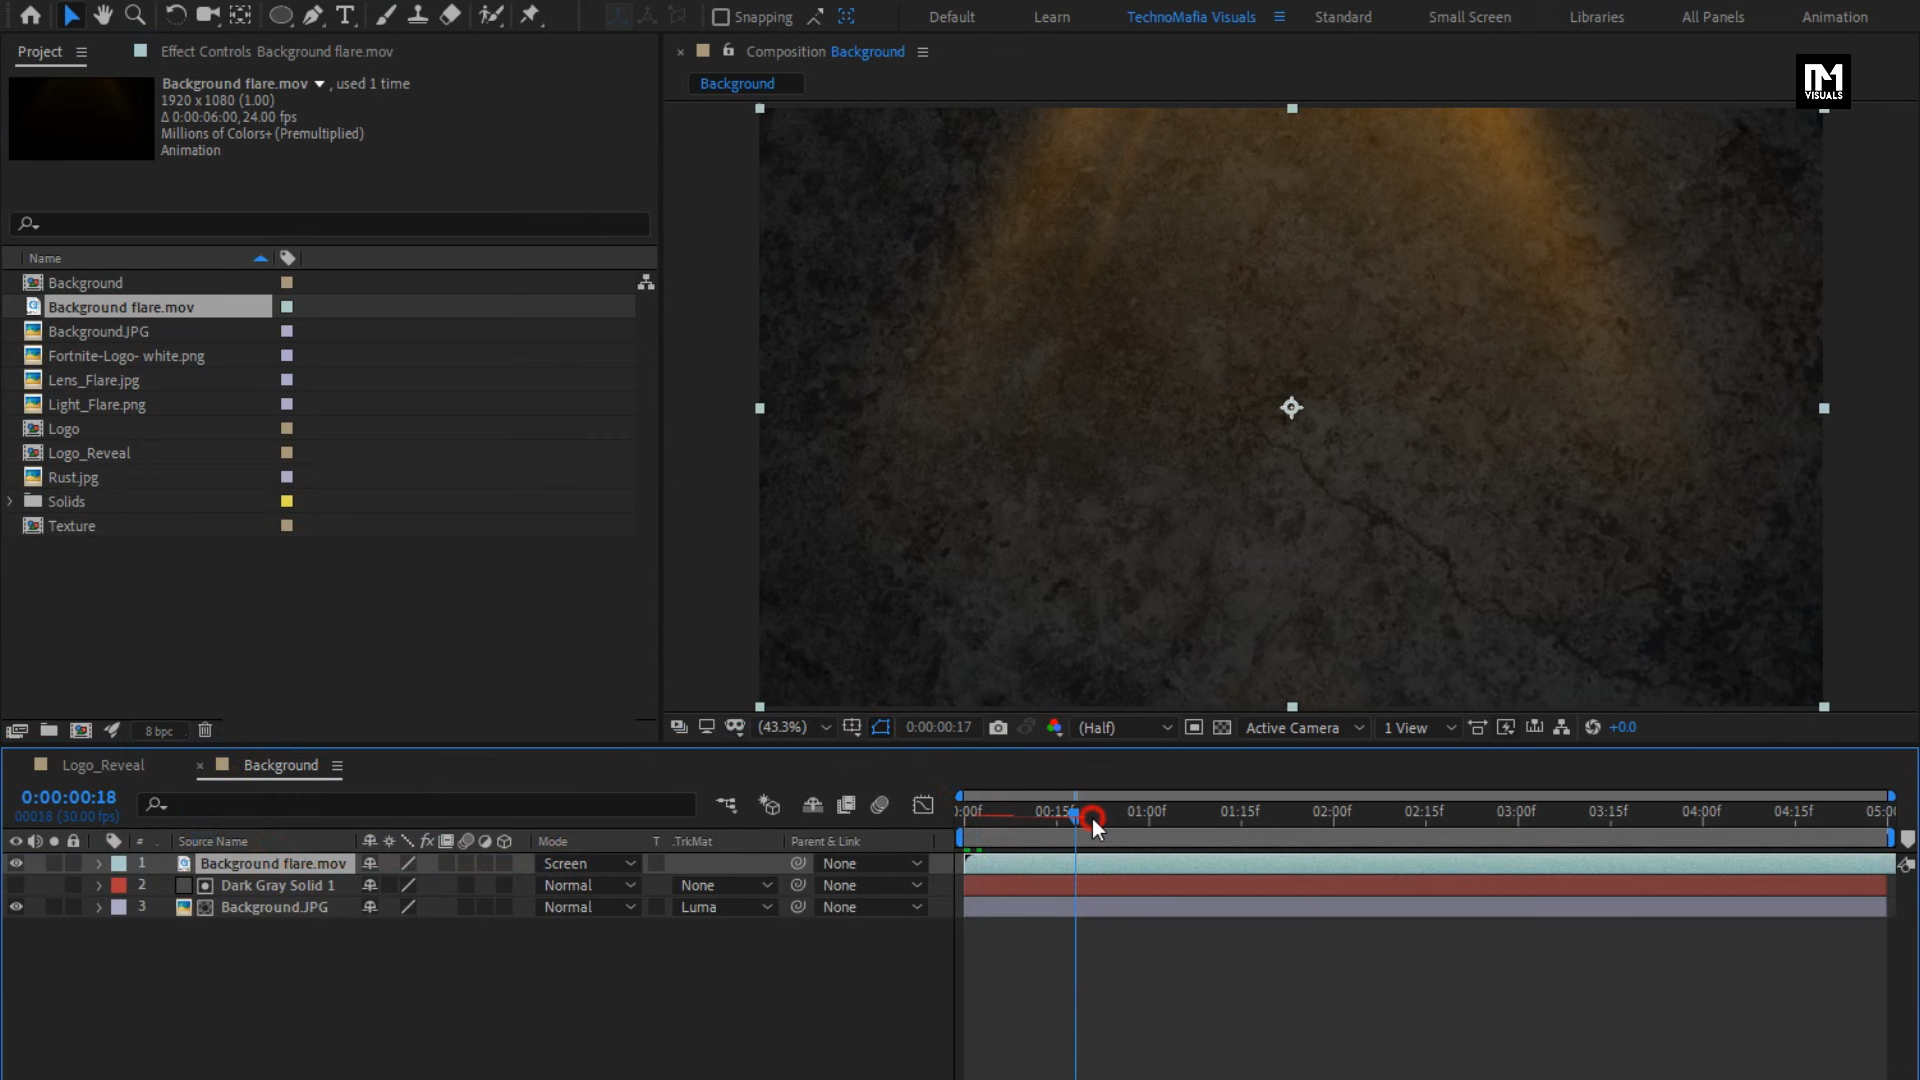 Snapping
Default
Learn
TechnoMafia Visuals
Standard
Small Screen
Libraries
All Panels
Animation
Project
Effect Controls Background flare.mov
Composition Background
Background flare.mov ▼ , used 1 time
1920 x 1080 (1.00)
Δ 0:00:06:00, 24.00 fps
Millions of Colors+ (Premultiplied)
Animation
Background
VISUALS
Name
Background
Background flare.mov
Background.JPG
Fortnite-Logo- white.png
Lens_Flare.jpg
Light_Flare.png
Logo
Logo_Reveal
Rust.jpg
Solids
Texture
8 bpc
(43.3%)
0:00:00:17
(Half)
Active Camera
1 View
+0.0
Logo_Reveal
Background
0:00:00:18
00018 (30.00 fps)
00:15f
01:00f
01:15f
02:00f
02:15f
03:00f
03:15f
04:00f
04:15f
# Source Name
Mode
T .TrkMat
Parent & Link
1 Background flare.mov Screen None
2 Dark Gray Solid 1 Normal None None
3 Background.JPG Normal Luma None